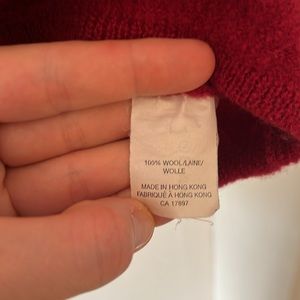 100% WOOL/LAINE/
WOLLE
MADE IN HONG KONG
FABRIQUÉ À HONG KONG
CA 17897